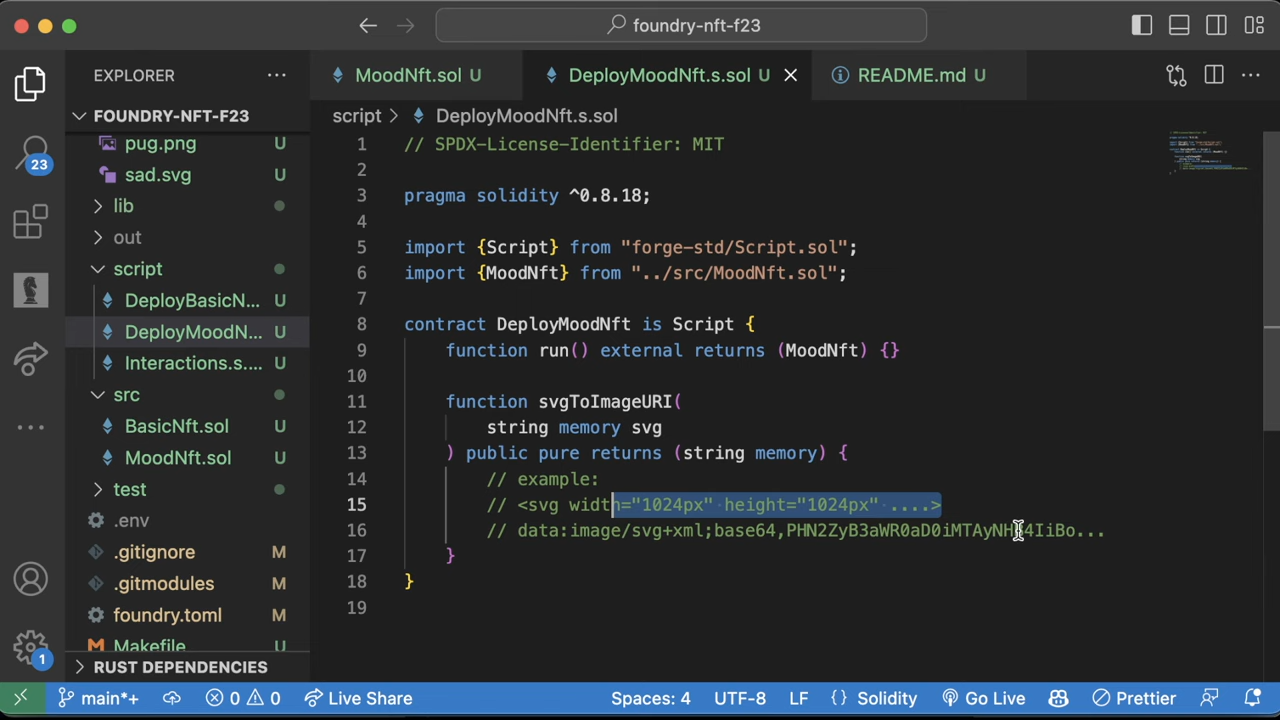 foundry-nft-f23
EXPLORER
MoodNft.sol U
DeployMoodNft.s.sol U
README.md U
FOUNDRY-NFT-F23
script > DeployMoodNft.s.sol
pug.png U
sad.svg U
lib
out
script
DeployBasicN... U
DeployMoodN... U
Interactions.s.... U
src
BasicNft.sol U
MoodNft.sol U
test
.env
.gitignore M
.gitmodules M
foundry.toml M
Makefile U
RUST DEPENDENCIES
23
1
1 // SPDX-License-Identifier: MIT
2
3 pragma solidity ^0.8.18;
4
5 import {Script} from "forge-std/Script.sol";
6 import {MoodNft} from "../src/MoodNft.sol";
7
8 contract DeployMoodNft is Script {
9 function run() external returns (MoodNft) {}
10
11 function svgToImageURI(
12 string memory svg
13 ) public pure returns (string memory) {
14 // example:
15 // <svg width="1024px" height="1024px" ....>
16 // data:image/svg+xml;base64,PHN2ZyB3aWR0aD0iMTAyNHB4IiBo...
17 }
18 }
19
main*+ 0 0 Live Share Spaces: 4 UTF-8 LF {} Solidity Go Live Prettier